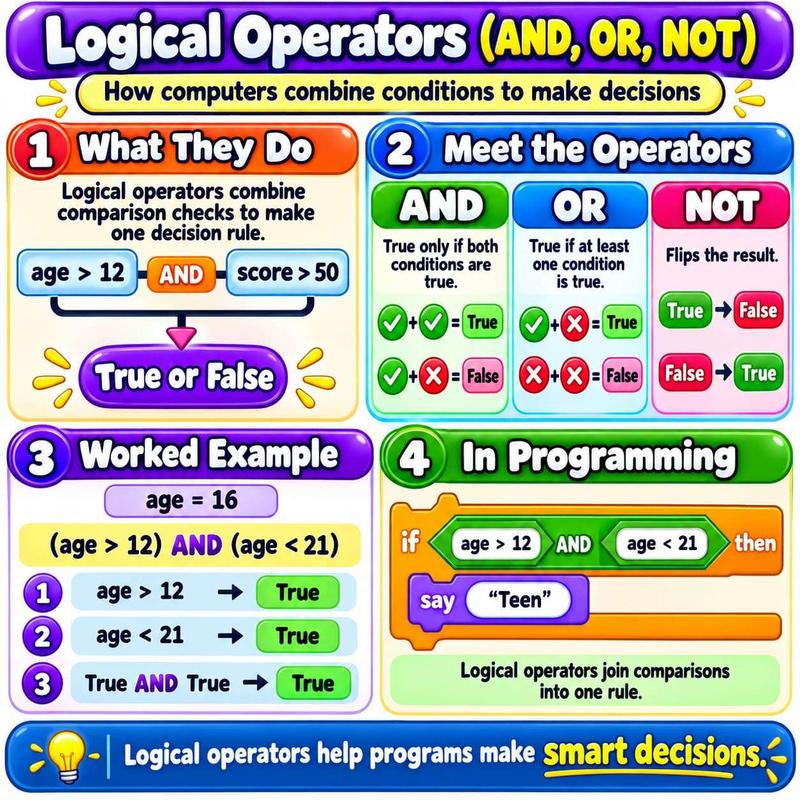 Logical Operators (AND, OR, NOT)
How computers combine conditions to make decisions
1 What They Do
Logical operators combine
comparison checks to make
one decision rule.
age > 12 AND score > 50
True or False
2 Meet the Operators
AND
True only if both
conditions are
true.
✓ + ✓ = True
✓ + ✗ = False
OR
True if at least
one condition
is true.
✓ + ✗ = True
✗ + ✗ = False
NOT
Flips the result.
True → False
False → True
3 Worked Example
age = 16
(age > 12) AND (age < 21)
1 age > 12 → True
2 age < 21 → True
3 True AND True → True
4 In Programming
if age > 12 AND age < 21 then
say “Teen”
Logical operators join comparisons
into one rule.
Logical operators help programs make smart decisions.